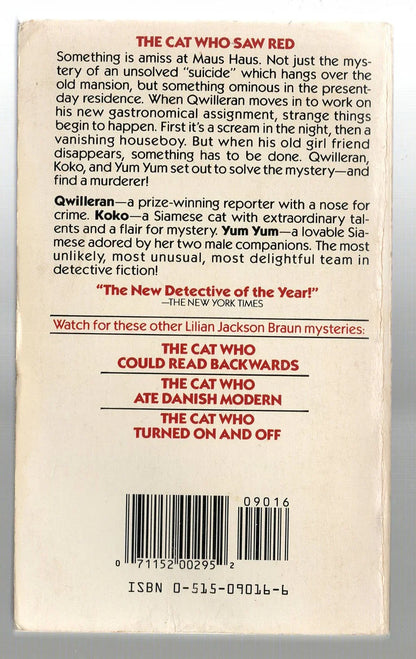 THE CAT WHO SAW RED
Something is amiss at Maus Haus. Not just the mys-
tery of an unsolved "suicide" which hangs over the
old mansion, but something ominous in the present-
day residence. When Qwilleran moves in to work on
his new gastronomical assignment, strange things
begin to happen. First it's a scream in the night, then a
vanishing houseboy. But when his old girl friend
disappears, something has to be done. Qwilleran,
Koko, and Yum Yum set out to solve the mystery—and
find a murderer!
Qwilleran—a prize-winning reporter with a nose for
crime. Koko—a Siamese cat with extraordinary tal-
ents and a flair for mystery. Yum Yum—a lovable Sia-
mese adored by her two male companions. The most
unlikely, most unusual, most delightful team in
detective fiction!
"The New Detective of the Year!"
—THE NEW YORK TIMES
Watch for these other Lilian Jackson Braun mysteries:
THE CAT WHO
COULD READ BACKWARDS
THE CAT WHO
ATE DANISH MODERN
THE CAT WHO
TURNED ON AND OFF
09016
0 71152 00295 2
ISBN 0-515-09016-6